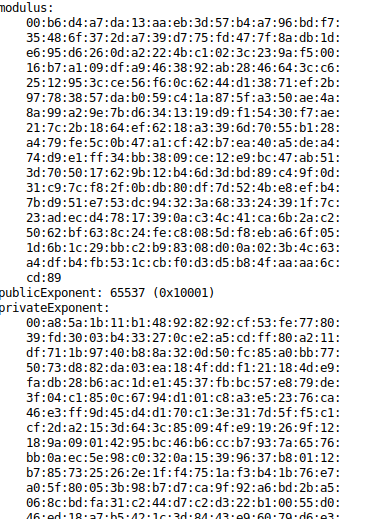 modulus:
00:b6:d4:a7:da:13:aa:eb:3d:57:b4:a7:96:bd:f7:
35:48:6f:37:2d:a7:39:d7:75:fd:47:7f:8a:db:1d:
e6:95:d6:26:0d:a2:22:4b:c1:02:3c:23:9a:f5:00:
16:b7:a1:09:df:a9:46:38:92:ab:28:46:64:3c:c6:
25:12:95:3c:ce:56:f6:0c:62:44:d1:38:71:ef:2b:
97:78:38:57:da:b0:59:c4:1a:87:5f:a3:50:ae:4a:
8a:99:a2:9e:7b:d6:34:13:19:d9:f1:54:30:f7:ae:
21:7c:2b:18:64:ef:62:18:a3:39:6d:70:55:b1:28:
a4:79:fe:5c:0b:47:a1:cf:42:b7:ea:40:a5:de:a4:
74:d9:e1:ff:34:bb:38:09:ce:12:e9:bc:47:ab:51:
3d:70:50:17:62:9b:12:b4:6d:3d:bd:89:c4:9f:0d:
31:c9:7c:f8:2f:0b:db:80:df:7d:52:4b:e8:ef:b4:
7b:d9:51:e7:53:dc:94:32:3a:68:33:24:39:1f:7c:
23:ad:ec:d4:78:17:39:0a:c3:4c:41:ca:6b:2a:c2:
50:62:bf:63:8c:24:fe:c8:08:5d:f8:eb:a6:6f:05:
1d:6b:1c:29:bb:c2:b9:83:08:d0:0a:02:3b:4c:63:
a4:df:b4:fb:53:1c:cb:f0:d3:d5:b8:4f:aa:aa:6c:
cd:89
publicExponent: 65537 (0x10001)
privateExponent:
00:a8:5a:1b:11:b1:48:92:82:92:cf:53:fe:77:80:
39:fd:30:03:b4:33:27:0c:e2:a5:cd:ff:80:a2:11:
df:71:1b:97:40:b8:8a:32:0d:50:fc:85:a0:bb:77:
50:73:d8:82:da:03:ea:18:4f:dd:f1:21:18:4d:e9:
fa:db:28:b6:ac:1d:e1:45:37:fb:bc:57:e8:79:de:
3f:04:c1:85:0c:67:94:d1:01:c8:a3:e5:23:76:ca:
46:e3:ff:9d:45:d4:d1:70:c1:3e:31:7d:5f:f5:c1:
cf:2d:a2:15:3d:64:3c:85:09:4f:e9:19:26:9f:12:
18:9a:09:01:42:95:bc:46:b6:cc:b7:93:7a:65:76:
bb:0a:ec:5e:98:c0:32:0a:15:39:96:37:b8:01:12:
b7:85:73:25:26:2e:1f:f4:75:1a:f3:b4:1b:76:e7:
a0:5f:80:05:3b:98:b7:d7:ca:9f:92:a6:bd:2b:a5:
06:8c:bd:fa:31:c2:44:d7:c2:d3:22:b1:00:55:d0:
46:ed:18:a7:b5:42:1c:3d:84:43:e9:60:79:d6:e3: